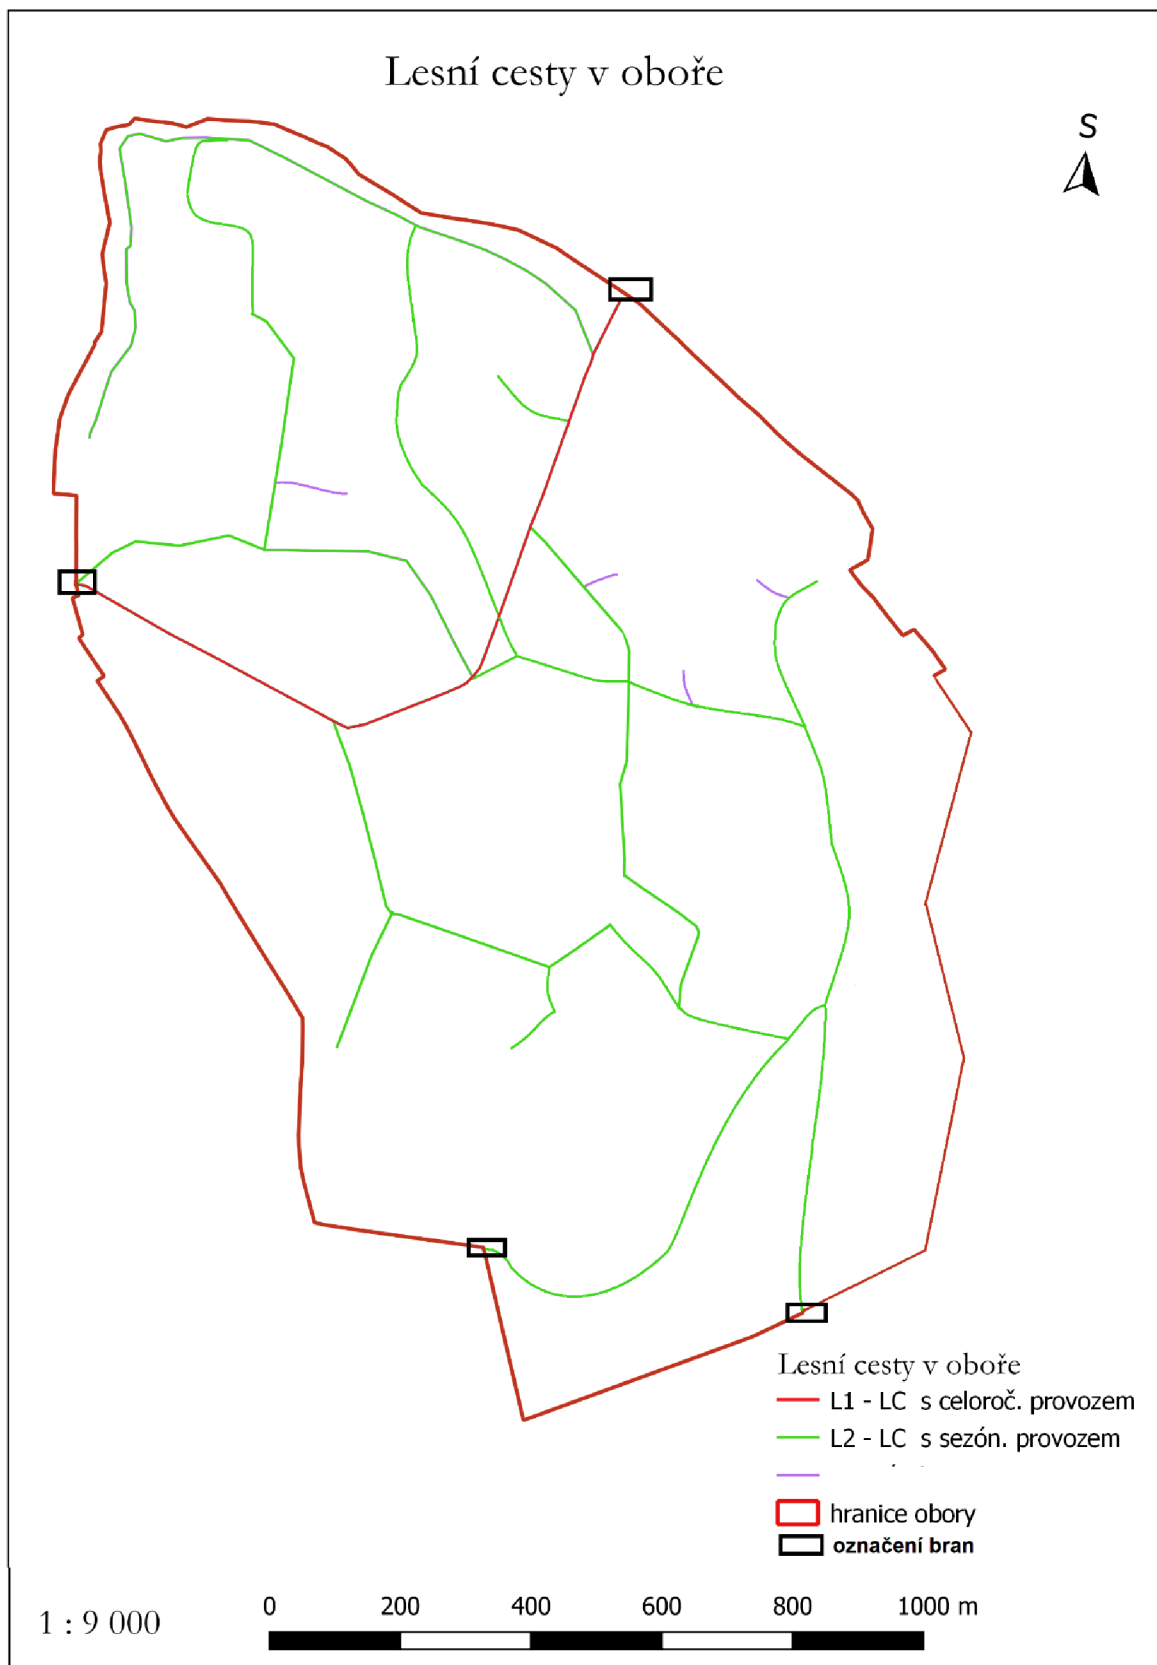 Lesní cesty v oboře
S
Lesní cesty v oboře
L1 - LC s celoroč. provozem
L2 - LC s sezón. provozem
hranice obory
označení bran
1 : 9 000
0 200 400 600 800 1000 m